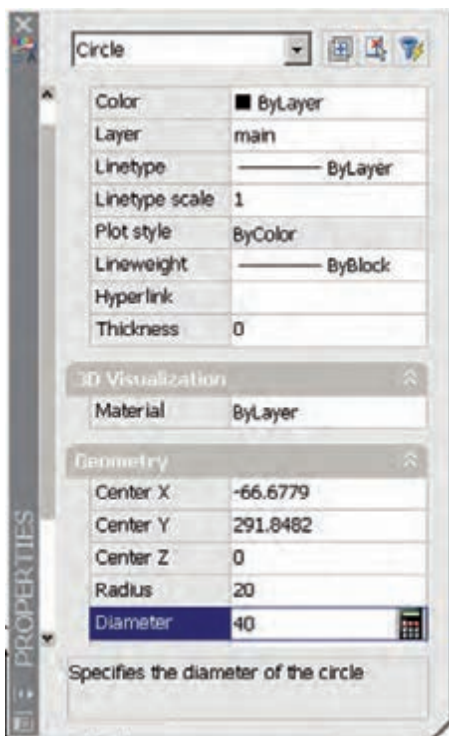 Circle
Color ByLayer
Layer main
Linetype ByLayer
Linetype scale 1
Plot style ByColor
Lineweight ByBlock
Hyperlink
Thickness 0
3D Visualization
Material ByLayer
Geometry
Center X -66.6779
Center Y 291.8482
Center Z 0
Radius 20
Diameter 40
Specifies the diameter of the circle
PROPERTIES